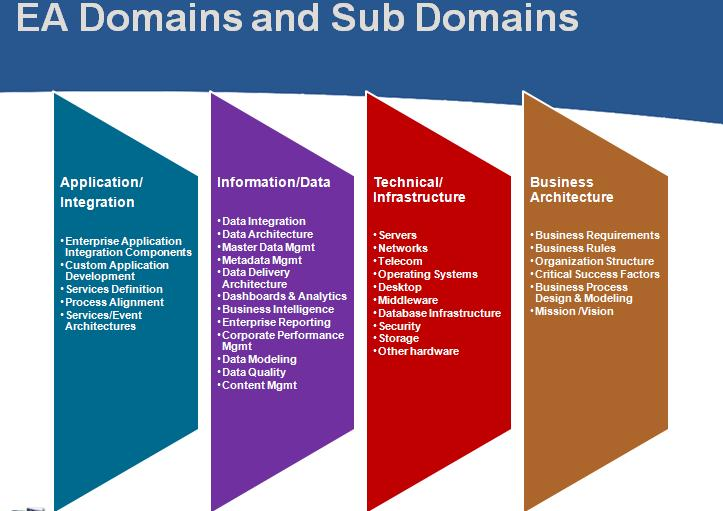 EA Domains and Sub Domains
Application/
Integration
•Enterprise Application
Integration Components
•Custom Application
Development
•Services Definition
•Process Alignment
•Services/Event
Architectures
Information/Data
•Data Integration
•Data Architecture
•Master Data Mgmt
•Metadata Mgmt
•Data Delivery
Architecture
•Dashboards & Analytics
•Business Intelligence
•Enterprise Reporting
•Corporate Performance
Mgmt
•Data Modeling
•Data Quality
•Content Mgmt
Technical/
Infrastructure
•Servers
•Networks
•Telecom
•Operating Systems
•Desktop
•Middleware
•Database Infrastructure
•Security
•Storage
•Other hardware
Business
Architecture
•Business Requirements
•Business Rules
•Organization Structure
•Critical Success Factors
•Business Process
Design & Modeling
•Mission /Vision